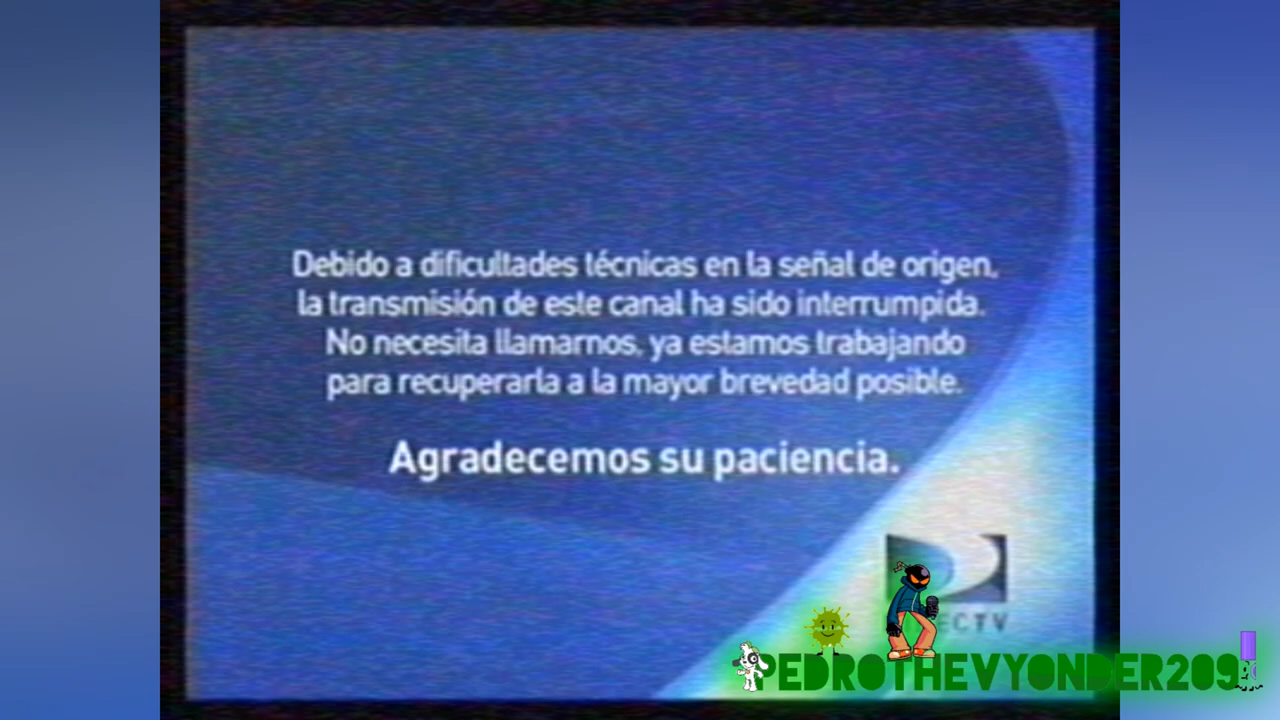 Debido a dificultades técnicas en la señal de origen,
la transmisión de este canal ha sido interrumpida.
No necesita llamarnos, ya estamos trabajando
para recuperarla a la mayor brevedad posible.
Agradecemos su paciencia.
ECTV
PEDROTHEVYONDER209